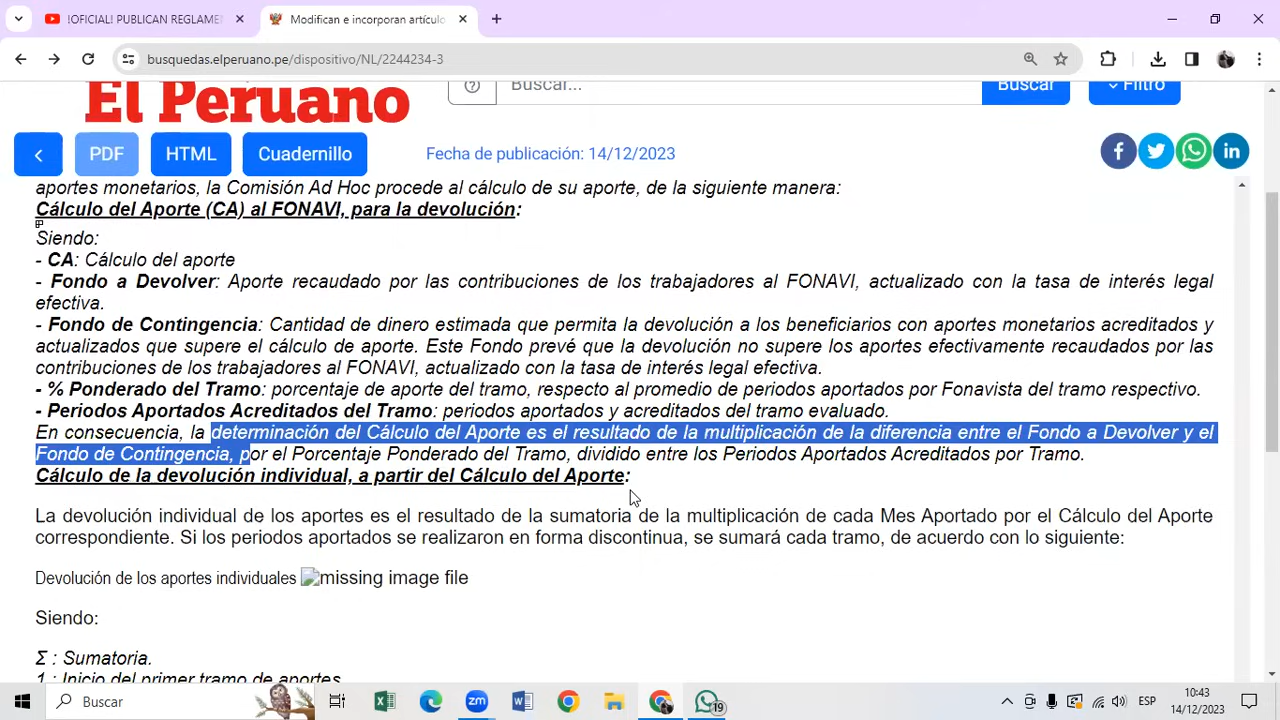 ¡OFICIAL! PUBLICAN REGLAMEN
Modifican e incorporan artículo
busquedas.elperuano.pe/dispositivo/NL/2244234-3
El Peruano
Buscar...
Buscar
Filtro
PDF
HTML
Cuadernillo
Fecha de publicación: 14/12/2023
aportes monetarios, la Comisión Ad Hoc procede al cálculo de su aporte, de la siguiente manera:
Cálculo del Aporte (CA) al FONAVI, para la devolución:
Siendo:
- CA: Cálculo del aporte
- Fondo a Devolver: Aporte recaudado por las contribuciones de los trabajadores al FONAVI, actualizado con la tasa de interés legal
efectiva.
- Fondo de Contingencia: Cantidad de dinero estimada que permita la devolución a los beneficiarios con aportes monetarios acreditados y
actualizados que supere el cálculo de aporte. Este Fondo prevé que la devolución no supere los aportes efectivamente recaudados por las
contribuciones de los trabajadores al FONAVI, actualizado con la tasa de interés legal efectiva.
- % Ponderado del Tramo: porcentaje de aporte del tramo, respecto al promedio de periodos aportados por Fonavista del tramo respectivo.
- Periodos Aportados Acreditados del Tramo: periodos aportados y acreditados del tramo evaluado.
En consecuencia, la determinación del Cálculo del Aporte es el resultado de la multiplicación de la diferencia entre el Fondo a Devolver y el
Fondo de Contingencia, por el Porcentaje Ponderado del Tramo, dividido entre los Periodos Aportados Acreditados por Tramo.
Cálculo de la devolución individual, a partir del Cálculo del Aporte:
La devolución individual de los aportes es el resultado de la sumatoria de la multiplicación de cada Mes Aportado por el Cálculo del Aporte
correspondiente. Si los periodos aportados se realizaron en forma discontinua, se sumará cada tramo, de acuerdo con lo siguiente:
Devolución de los aportes individuales missing image file
Siendo:
Σ : Sumatoria.
1 : Inicio del primer tramo de aportes
Buscar
19
ESP
10:43
14/12/2023